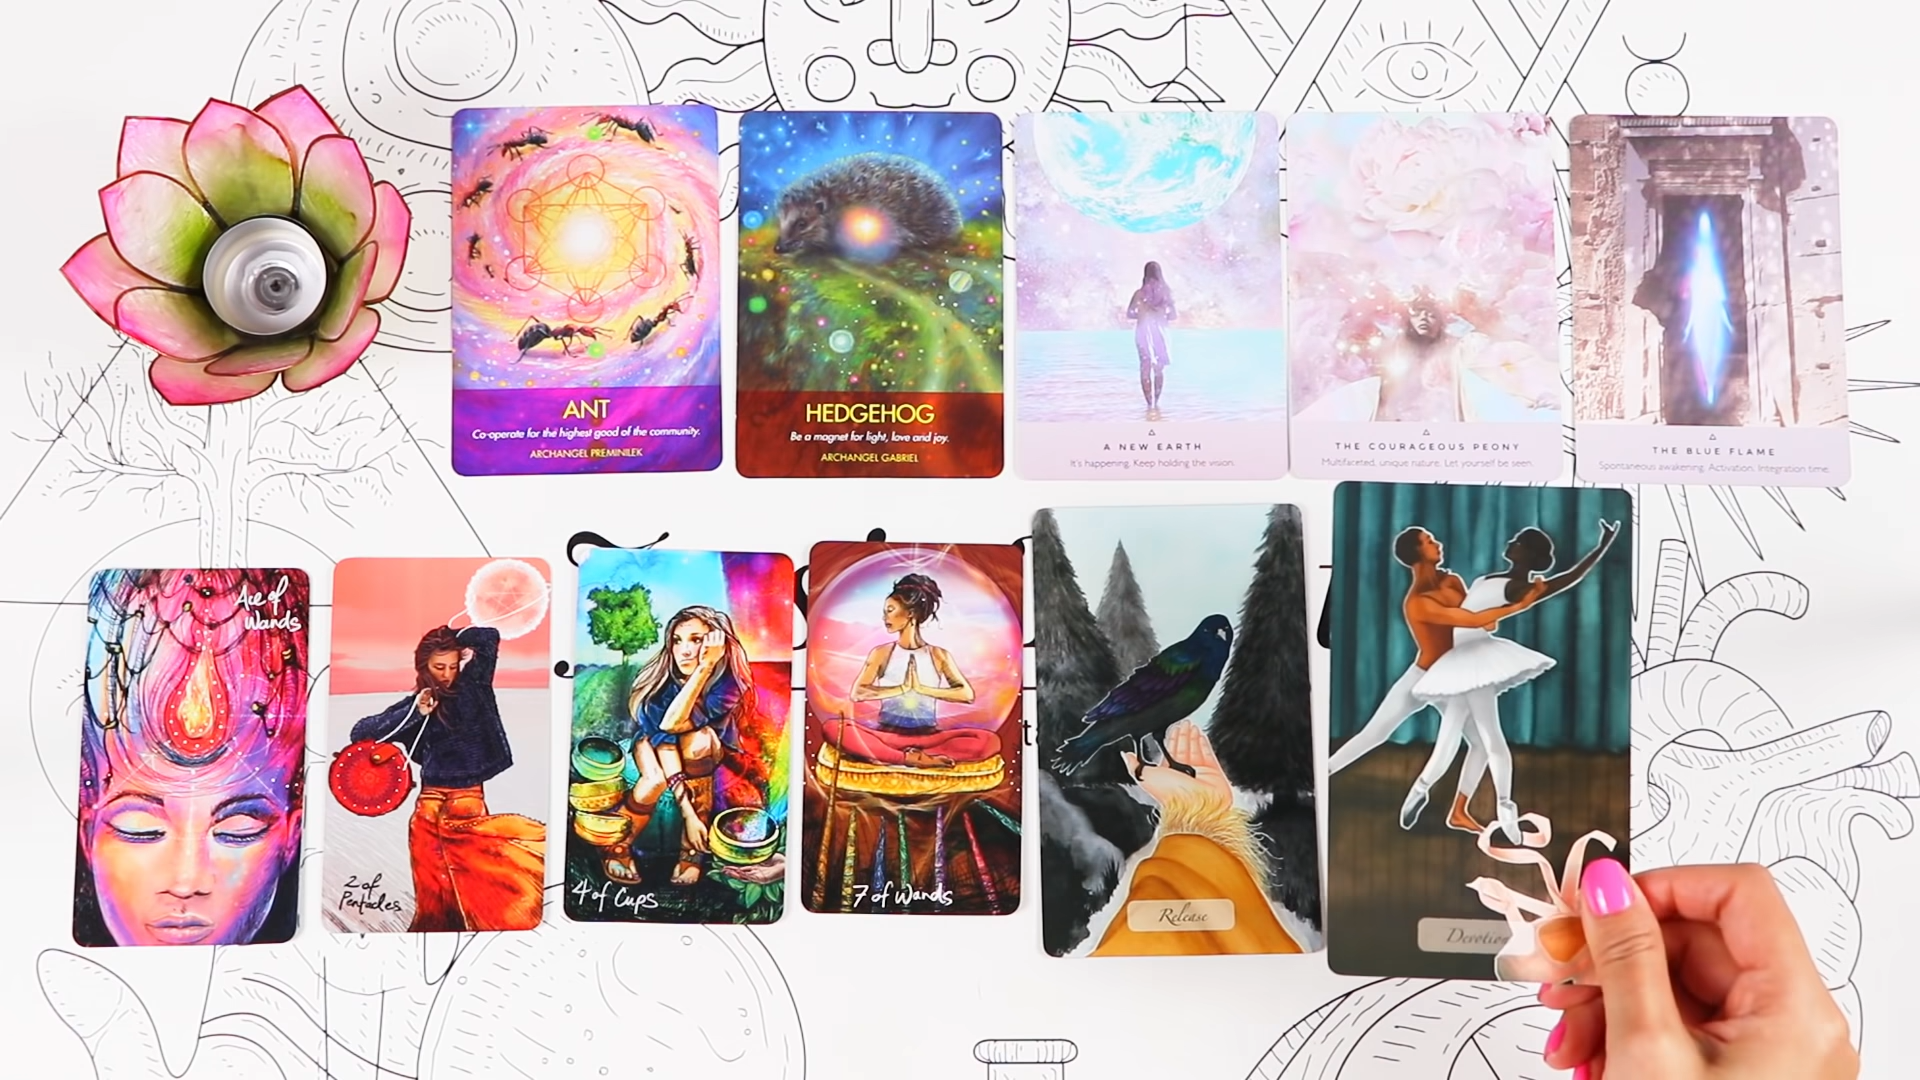 ANT
Co-operate for the highest good of the community.
ARCHANGEL PREMINILEK
HEDGEHOG
Be a magnet for light, love and joy.
ARCHANGEL GABRIEL
A NEW EARTH
It's happening. Keep holding the vision.
THE COURAGEOUS PEONY
Multifaceted, unique nature. Let yourself be seen.
THE BLUE FLAME
Spontaneous awakening. Activation. Integration time.
Ace of
Wands
2 of
Pentacles
4 of Cups
7 of Wands
Release
Devotion